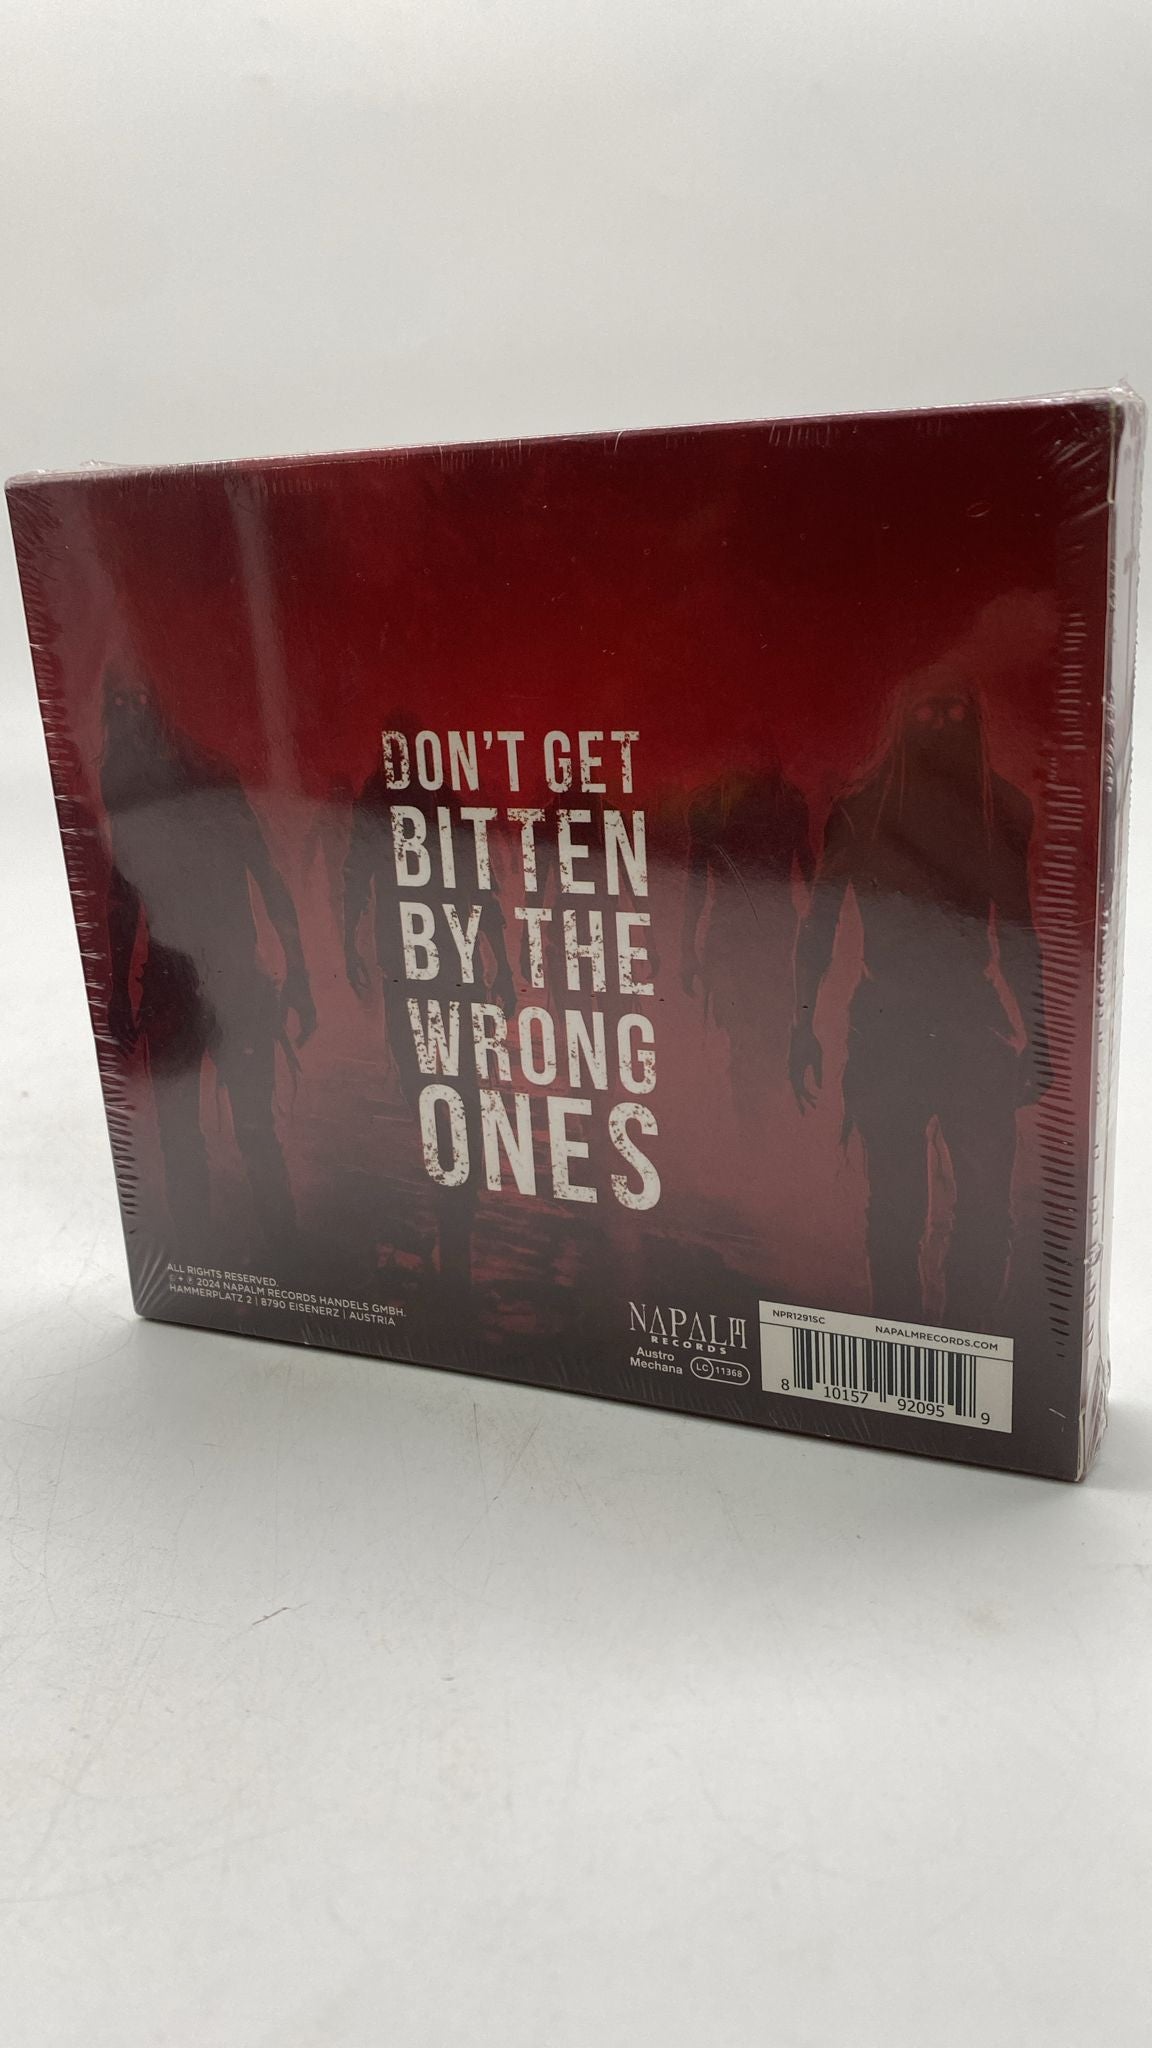 DON'T GET
BITTEN
BY THE
WRONG
ONES
ALL RIGHTS RESERVED.
© + ℗ 2024 NAPALM RECORDS HANDELS GMBH.
HAMMERPLATZ 2 | 8790 EISENERZ | AUSTRIA
NAPALM
RECORDS
Austro
Mechana
LC 11368
NPR1291SC
NAPALMRECORDS.COM
8 10157 92095 9